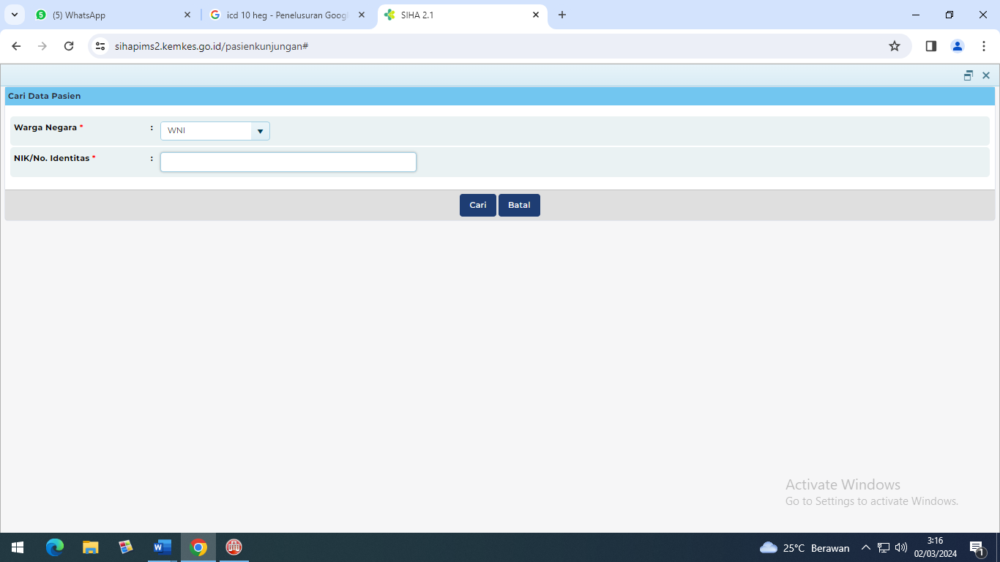 (5) WhatsApp
icd 10 heg - Penelusuran Goog
SIHA 2.1
sihapims2.kemkes.go.id/pasienkunjungan#
Cari Data Pasien
Warga Negara * : WNI
NIK/No. Identitas * :
Cari Batal
Activate Windows
Go to Settings to activate Windows.
25°C Berawan
3:16
02/03/2024
1